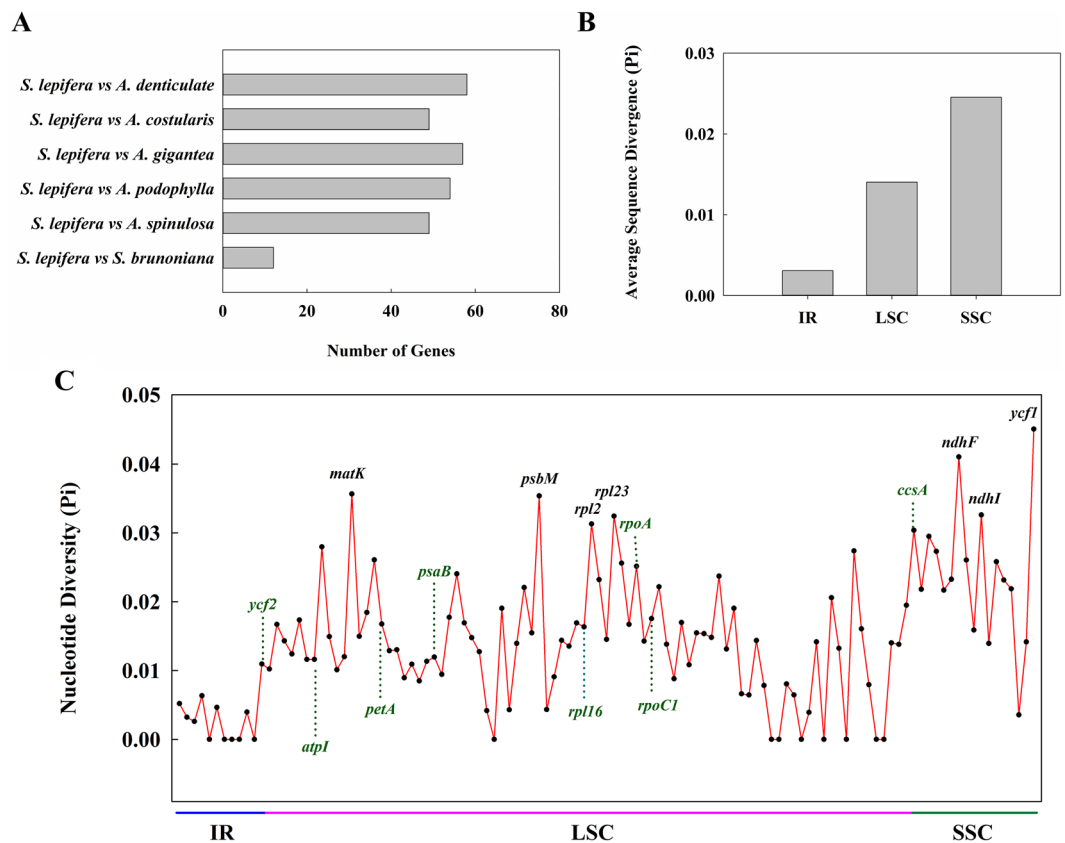 A
S. lepifera vs A. denticulate
S. lepifera vs A. costularis
S. lepifera vs A. gigantea
S. lepifera vs A. podophylla
S. lepifera vs A. spinulosa
S. lepifera vs S. brunoniana
0 20 40 60 80
Number of Genes
B
Average Sequence Divergence (Pi)
0.03
0.02
0.01
0.00
IR LSC SSC
C
Nucleotide Diversity (Pi)
0.05
0.04
0.03
0.02
0.01
0.00
ycf2
atpI
matK
petA
psaB
psbM
rpl16
rpl2
rpl23
rpoA
rpoC1
ccsA
ndhF
ndhI
ycf1
IR LSC SSC